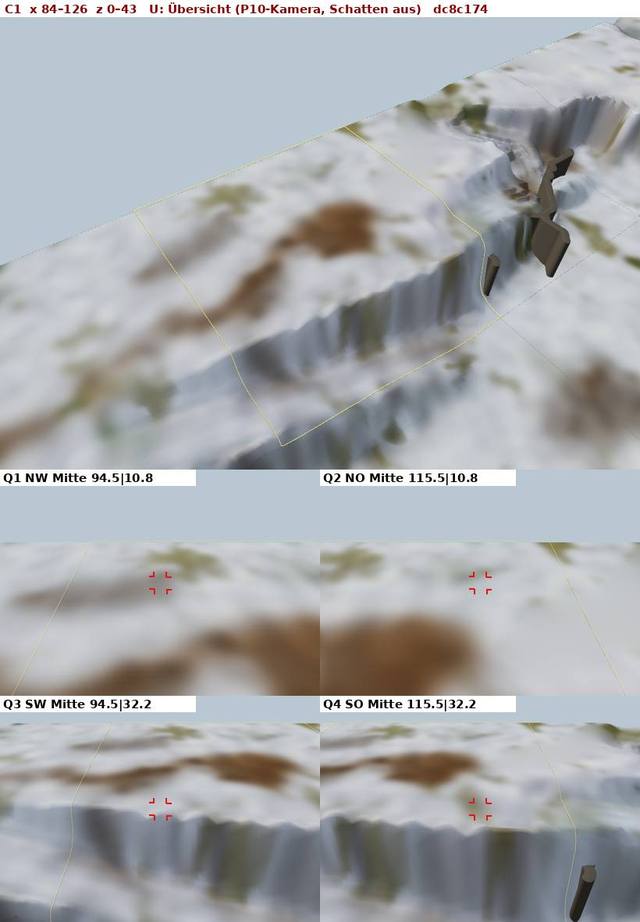 C1 x 84–126 z 0–43 U: Übersicht (P10-Kamera, Schatten aus) dc8c174
Q1 NW Mitte 94.5|10.8
Q2 NO Mitte 115.5|10.8
Q3 SW Mitte 94.5|32.2
Q4 SO Mitte 115.5|32.2